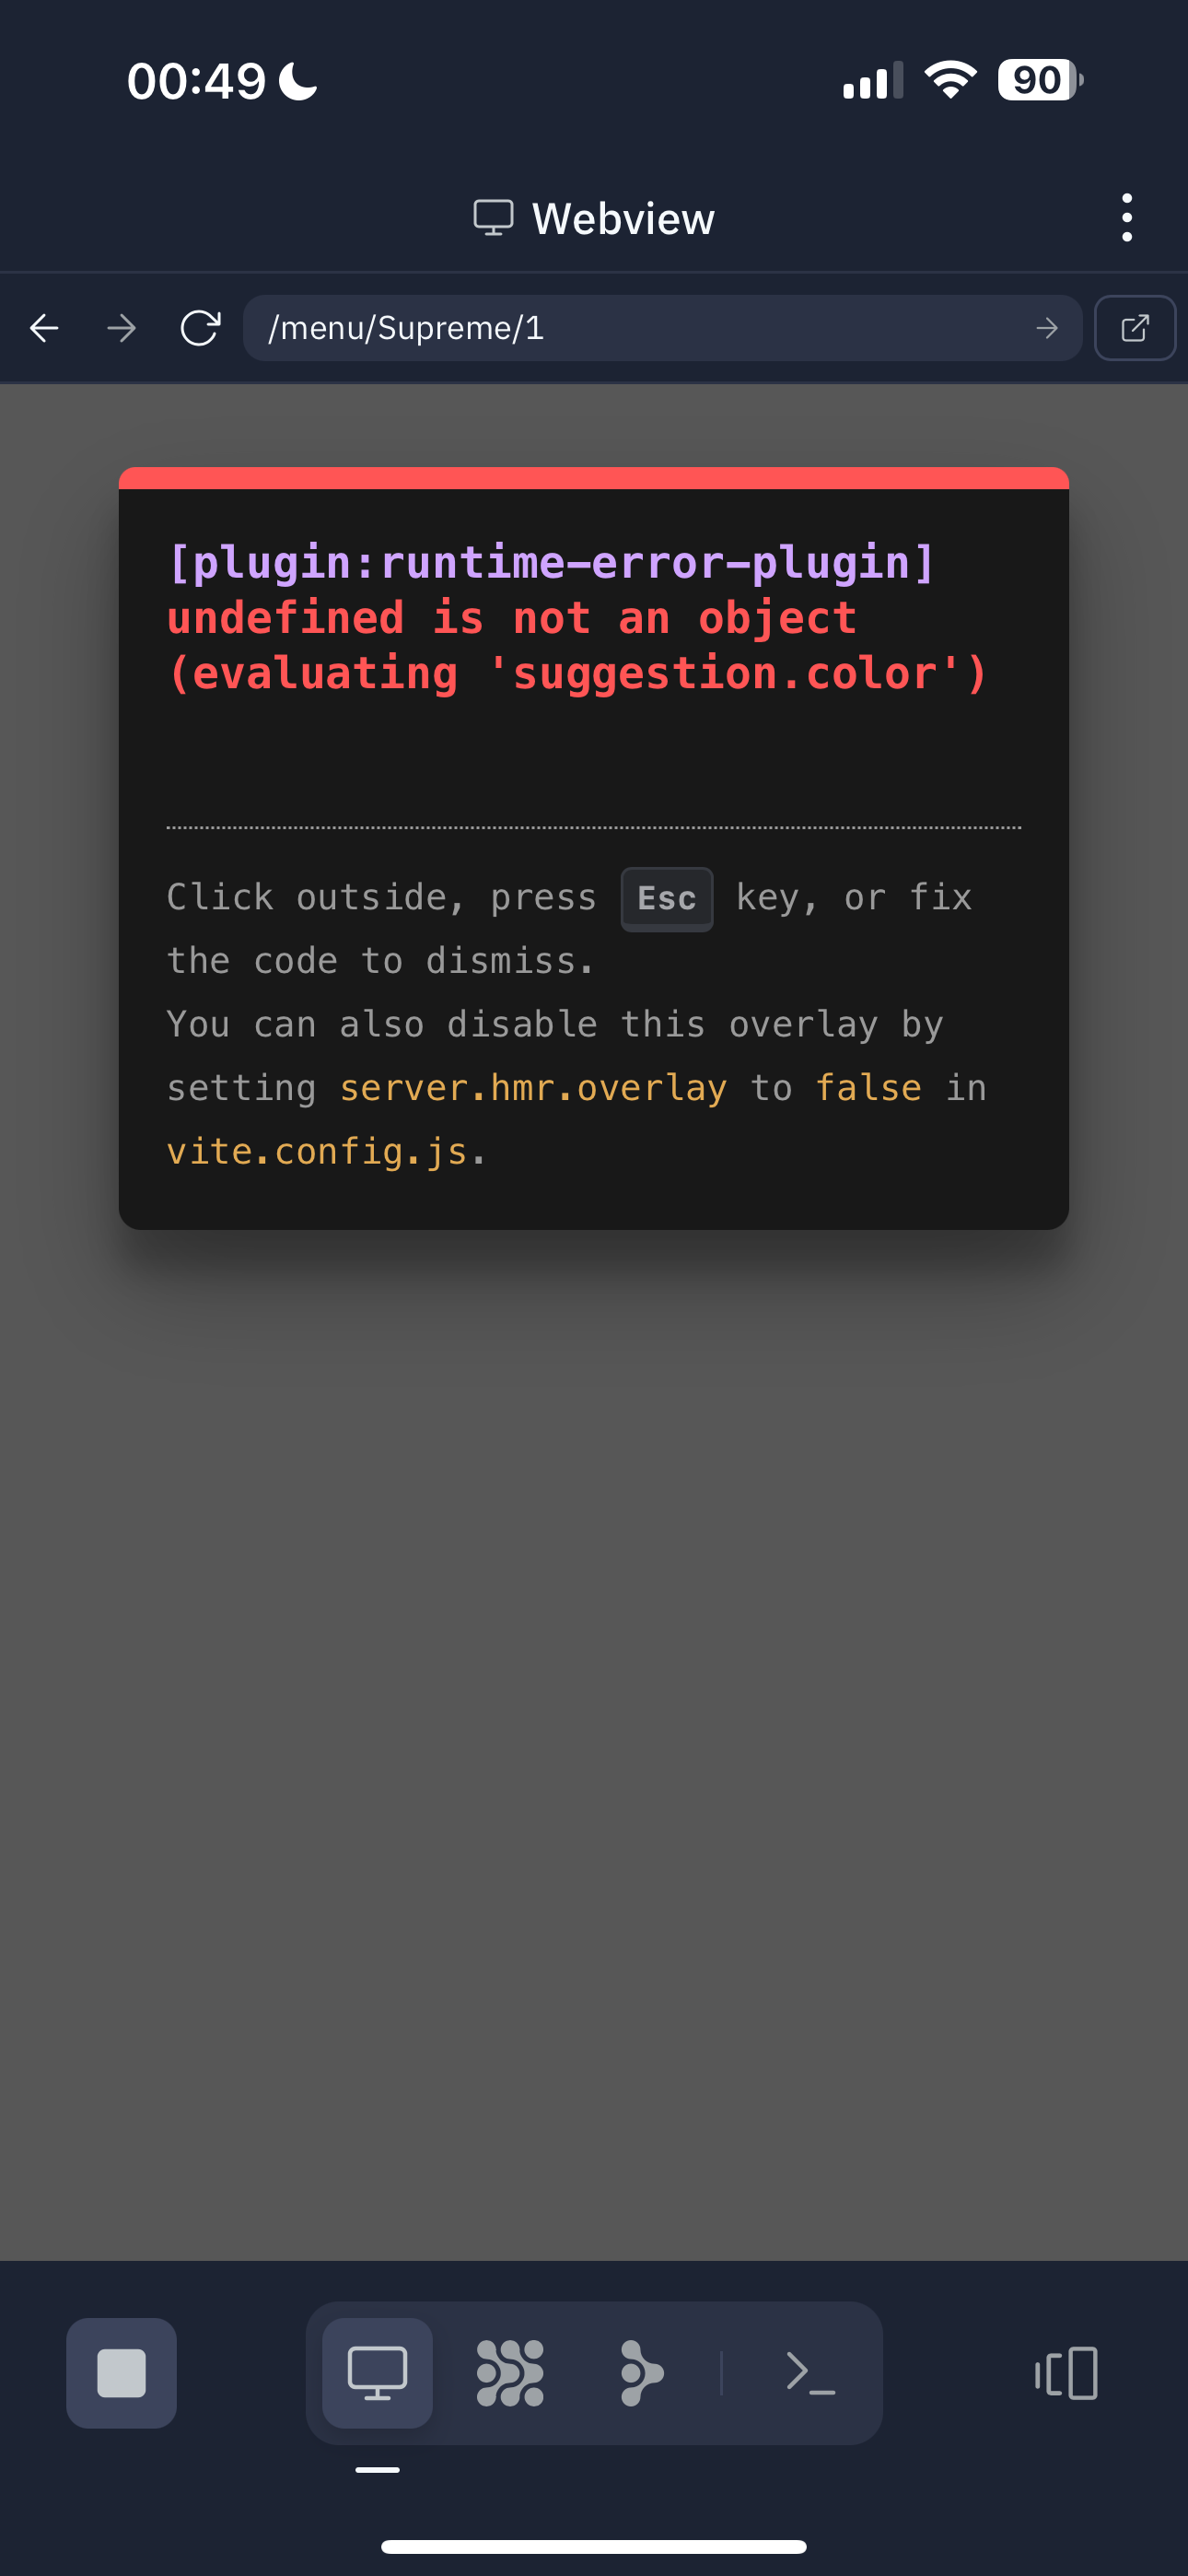 00:49
90
Webview
/menu/Supreme/1
[plugin:runtime-error-plugin]
undefined is not an object
(evaluating 'suggestion.color')
Click outside, press Esc key, or fix
the code to dismiss.
You can also disable this overlay by
setting server.hmr.overlay to false in
vite.config.js.